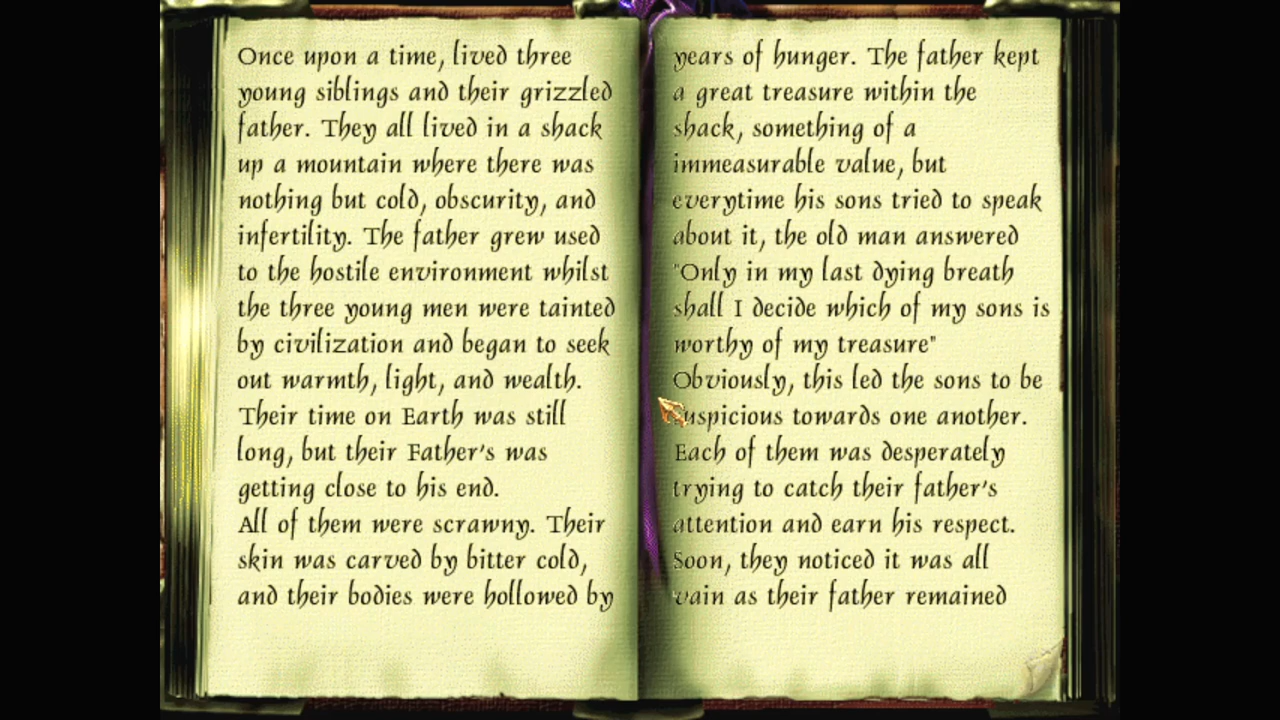 Once upon a time, lived three
young siblings and their grizzled
father. They all lived in a shack
up a mountain where there was
nothing but cold, obscurity, and
infertility. The father grew used
to the hostile environment whilst
the three young men were tainted
by civilization and began to seek
out warmth, light, and wealth.
Their time on Earth was still
long, but their Father's was
getting close to his end.
All of them were scrawny. Their
skin was carved by bitter cold,
and their bodies were hollowed by
years of hunger. The father kept
a great treasure within the
shack, something of a
immeasurable value, but
everytime his sons tried to speak
about it, the old man answered
"Only in my last dying breath
shall I decide which of my sons is
worthy of my treasure"
Obviously, this led the sons to be
suspicious towards one another.
Each of them was desperately
trying to catch their father's
attention and earn his respect.
Soon, they noticed it was all
vain as their father remained